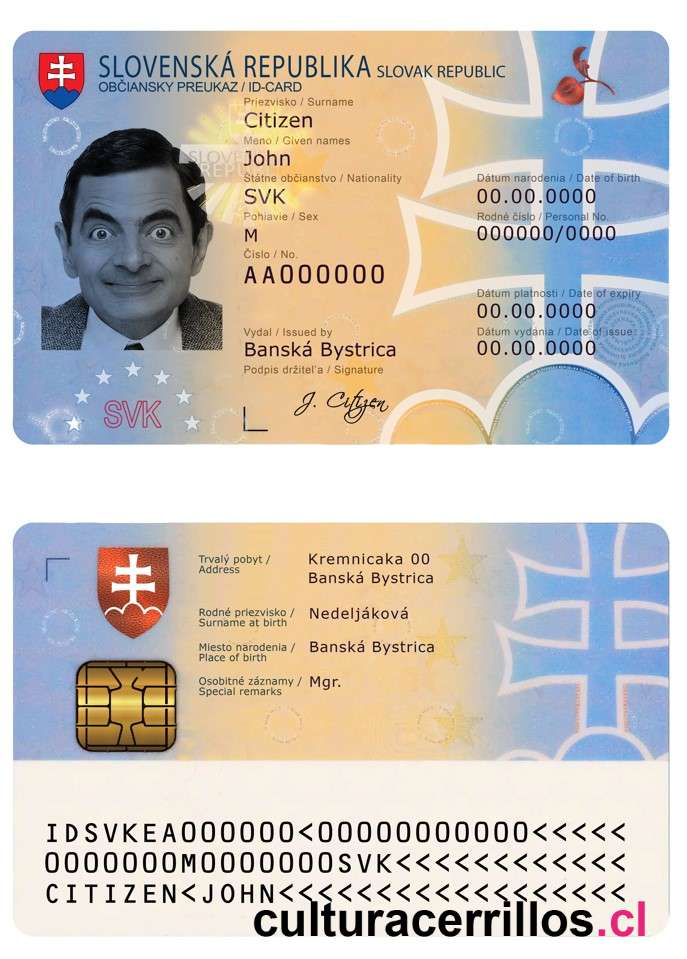 SLOVENSKÁ REPUBLIKA SLOVAK REPUBLIC
OBČIANSKY PREUKAZ / ID-CARD
Priezvisko / Surname
Citizen
Meno / Given names
John
Štátne občianstvo / Nationality
SVK
Pohlavie / Sex
M
Číslo / No.
AA000000
Dátum narodenia / Date of birth
00.00.0000
Rodné číslo / Personal No.
000000/0000
Dátum platnosti / Date of expiry
00.00.0000
Vydal / Issued by
Banská Bystrica
Dátum vydania / Date of issue
00.00.0000
Podpis držiteľa / Signature
J. Citizen
SVK
Trvalý pobyt / Address
Kremnicaka 00
Banská Bystrica
Rodné priezvisko / Surname at birth
Nedeljáková
Miesto narodenia / Place of birth
Banská Bystrica
Osobitné záznamy / Special remarks
Mgr.
IDSVKEA000000<00000000000<<<<<
0000000M0000000SVK<<<<<<<<<<<<
CITIZEN<JOHN<<<<<<<<<<<<<<<<<<
culturacerrillos.cl